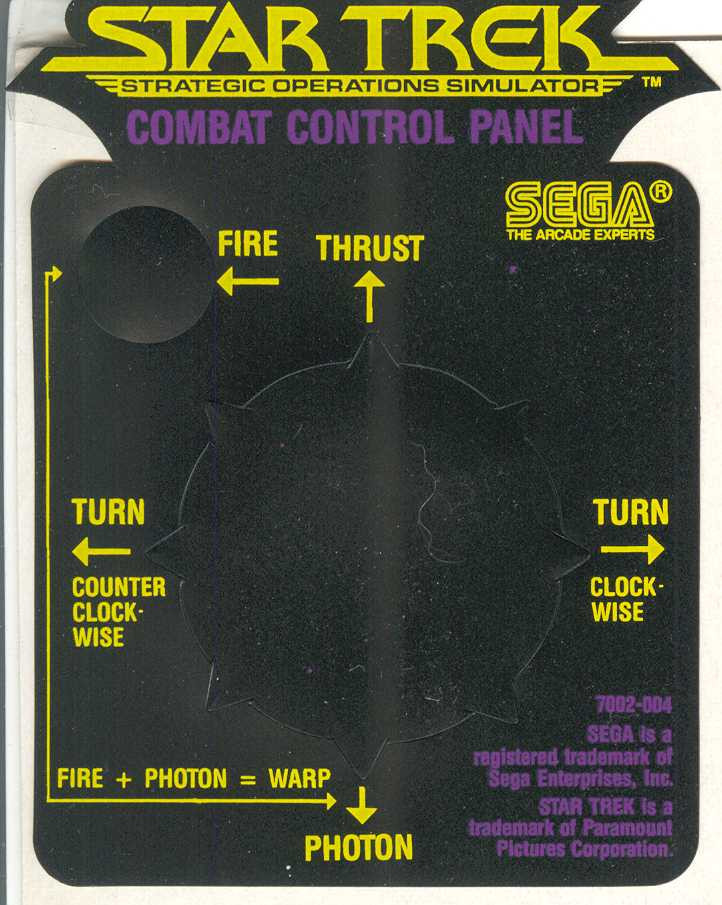 STAR TREK
STRATEGIC OPERATIONS SIMULATOR
TM
COMBAT CONTROL PANEL
SEGA®
THE ARCADE EXPERTS
FIRE
THRUST
TURN
COUNTER
CLOCK-
WISE
TURN
CLOCK-
WISE
7002-004
SEGA is a
registered trademark of
Sega Enterprises, Inc.
STAR TREK is a
trademark of Paramount
Pictures Corporation.
FIRE + PHOTON = WARP
PHOTON